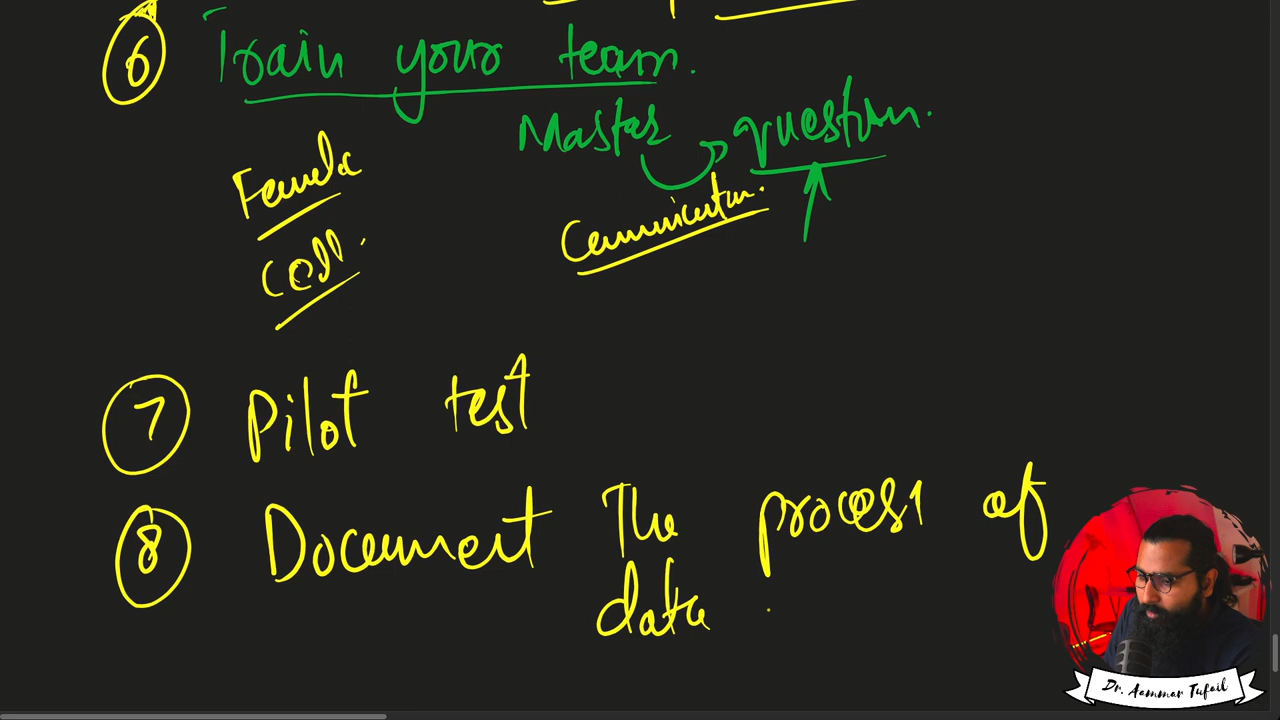 6 Train your team.
Master question.
Female
Communication.
Call.
7 Pilot test
8 Document The process of
data
Dr. Aammar Tufail